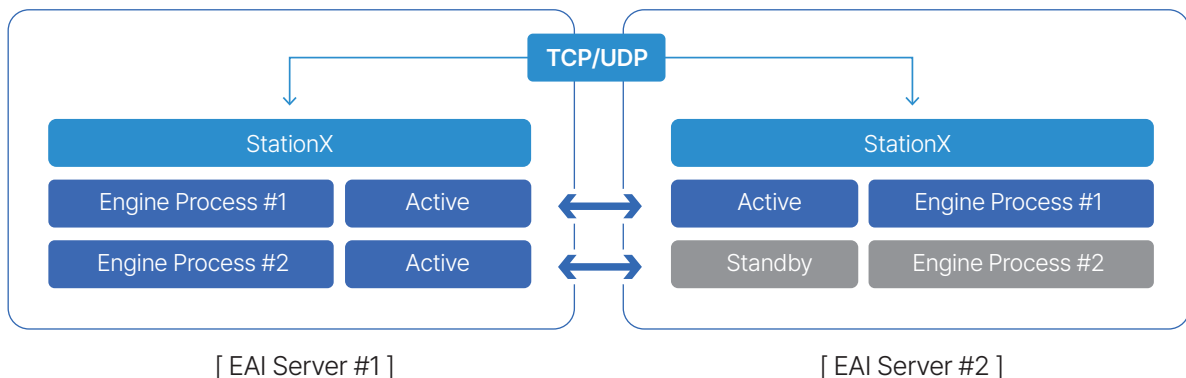 TCP/UDP
StationX
StationX
Engine Process #1
Active
Active
Engine Process #1
Engine Process #2
Active
Standby
Engine Process #2
[ EAI Server #1 ]
[ EAI Server #2 ]